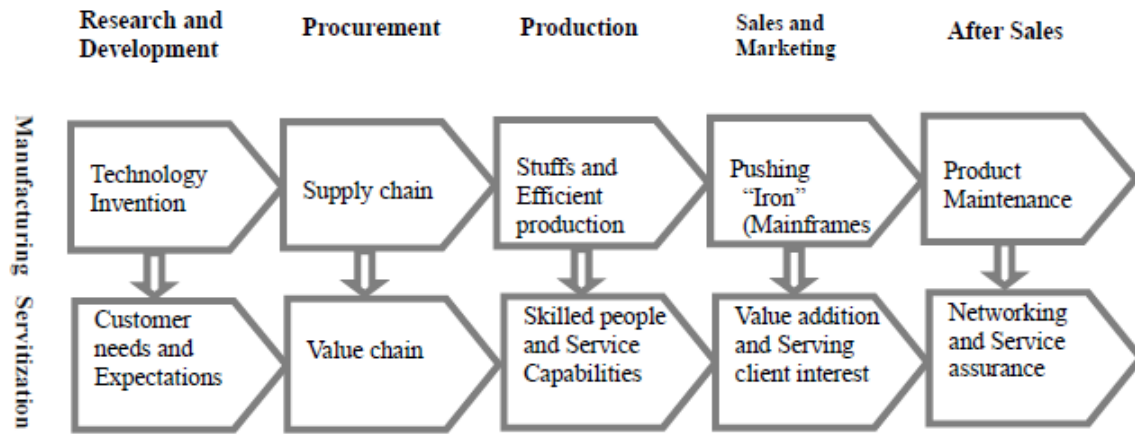 Research and
Development
Procurement
Production
Sales and
Marketing
After Sales
Manufacturing
Technology
Invention
Supply chain
Stuffs and
Efficient
production
Pushing
“Iron”
(Mainframes
Product
Maintenance
Servitization
Customer
needs and
Expectations
Value chain
Skilled people
and Service
Capabilities
Value addition
and Serving
client interest
Networking
and Service
assurance